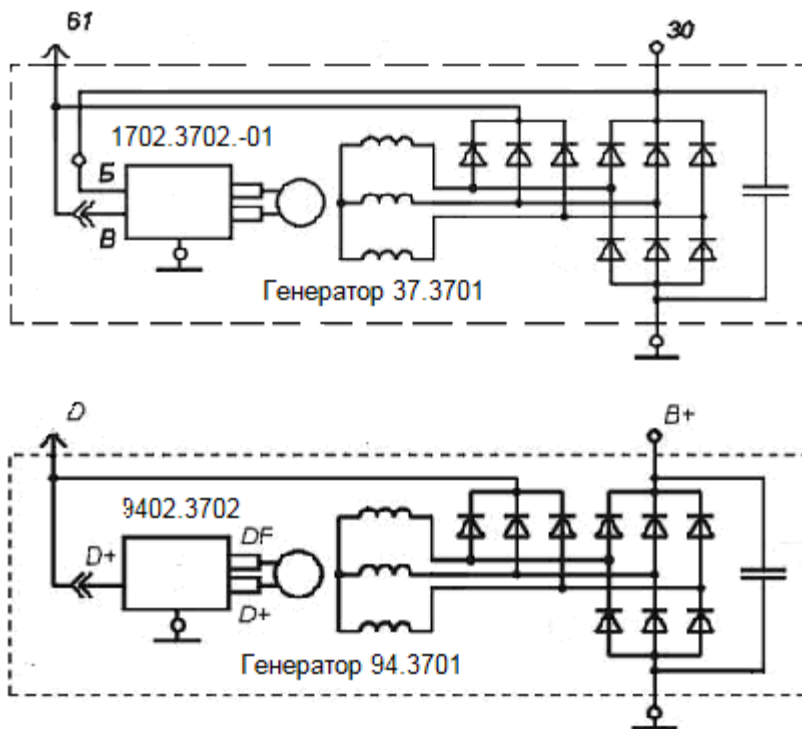 61
30
1702.3702.-01
Б
В
Генератор 37.3701
D
B+
9402.3702
DF
D+
D+
Генератор 94.3701